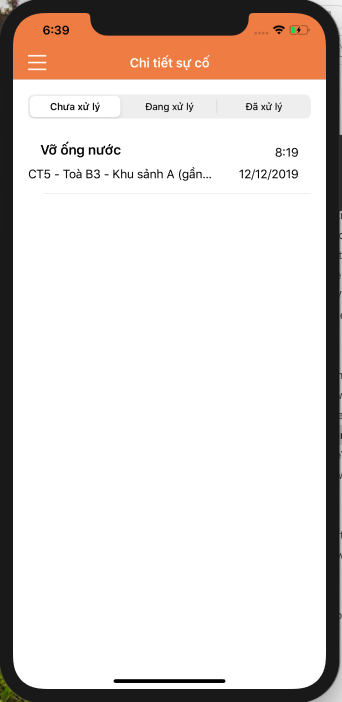 6:39
Chi tiết sự cố
Chưa xử lý Đang xử lý Đã xử lý
Vỡ ống nước 8:19
CT5 - Toà B3 - Khu sảnh A (gần... 12/12/2019